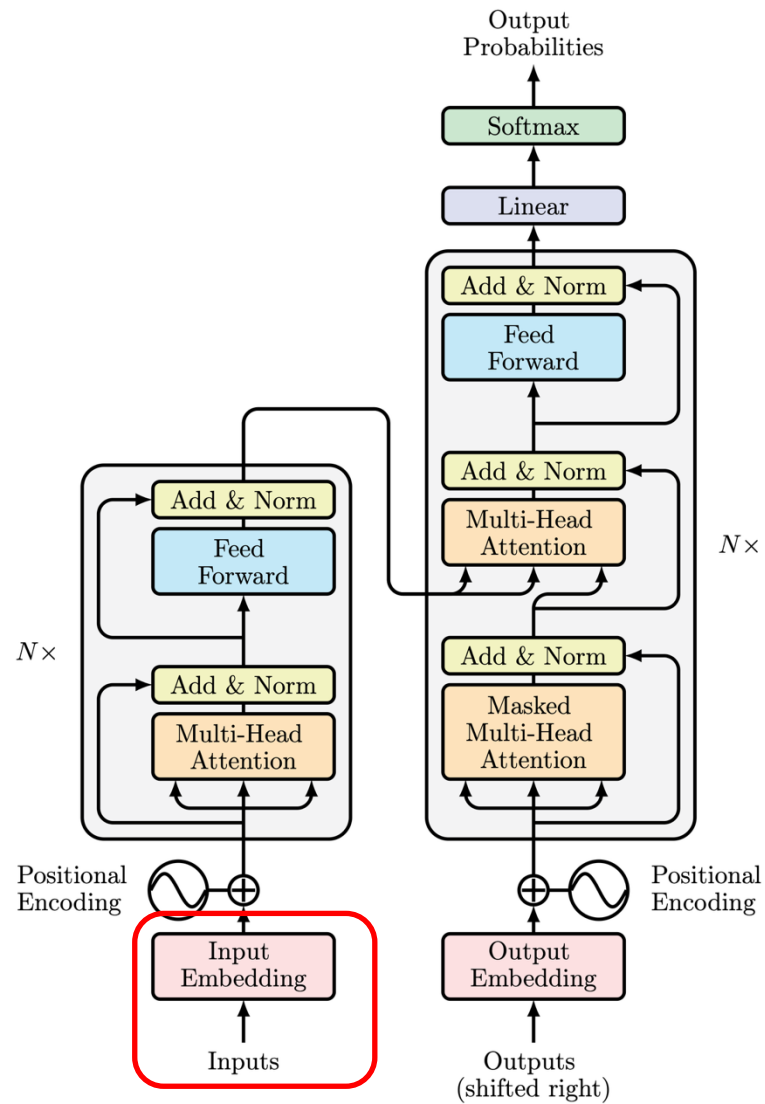 Output
Probabilities
Softmax
Linear
Add & Norm
Feed
Forward
Add & Norm
Multi-Head
Attention
N×
Add & Norm
Masked
Multi-Head
Attention
Add & Norm
Feed
Forward
N×
Add & Norm
Multi-Head
Attention
Positional
Encoding
Positional
Encoding
Input
Embedding
Output
Embedding
Inputs
Outputs
(shifted right)